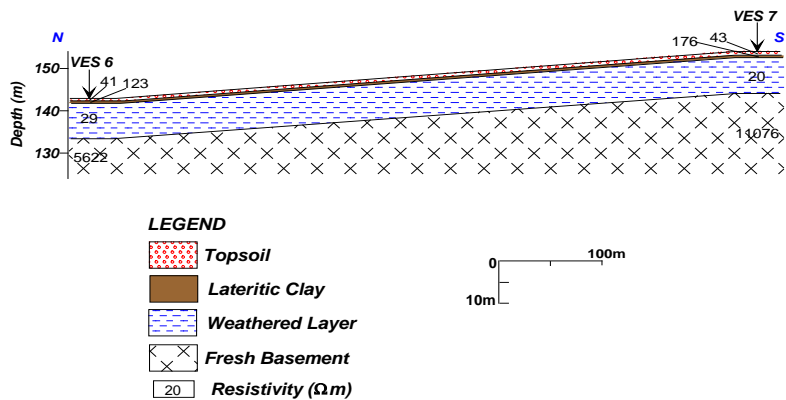 VES 7
N
176
43
S
VES 6
150
41
123
20
140
29
11076
130
5622
Depth (m)
LEGEND
Topsoil
0
100m
Lateritic Clay
10m
Weathered Layer
Fresh Basement
20
Resistivity (Ωm)